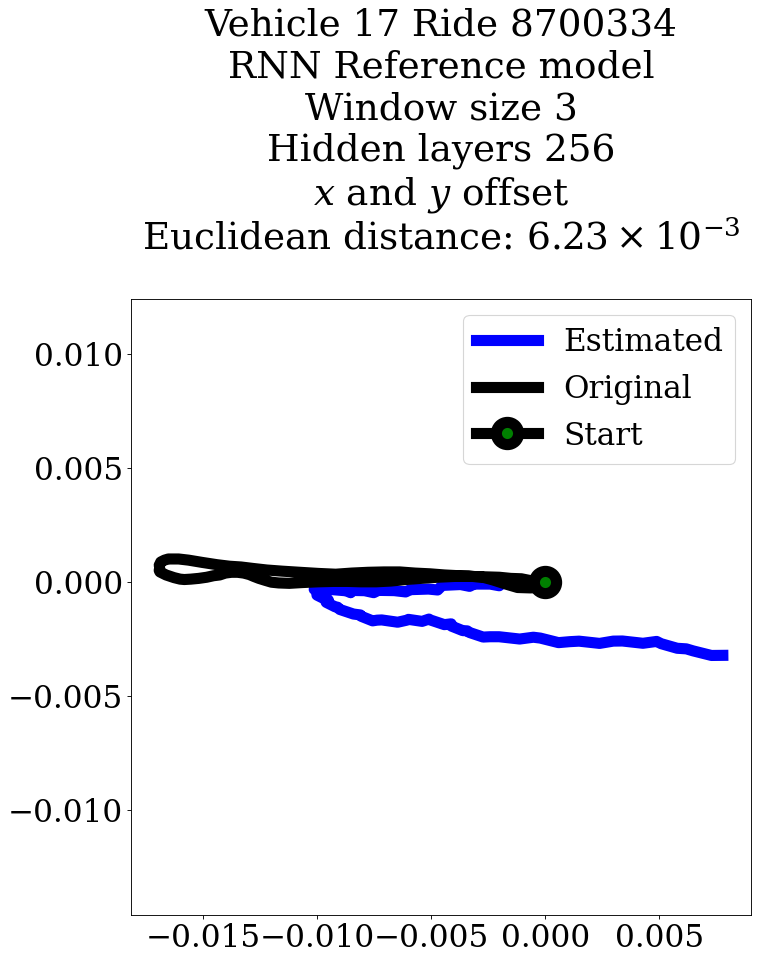 Vehicle 17 Ride 8700334
RNN Reference model
Window size 3
Hidden layers 256
x and y offset
Euclidean distance: 6.23 × 10⁻³
Estimated
Original
Start
0.010
0.005
0.000
−0.005
−0.010
−0.015 −0.010 −0.005 0.000 0.005